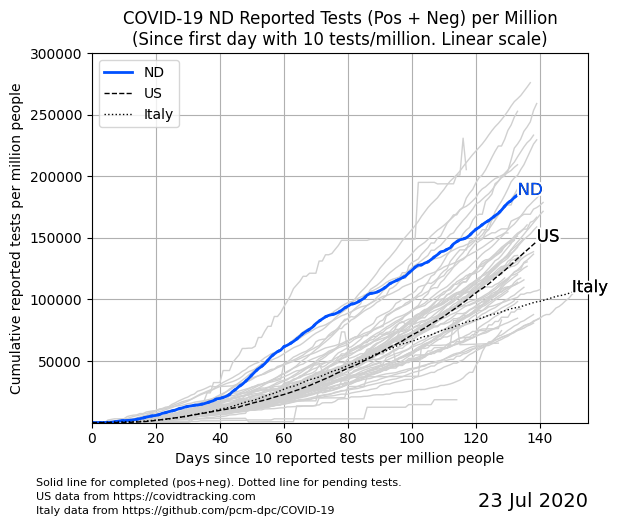 COVID-19 ND Reported Tests (Pos + Neg) per Million
(Since first day with 10 tests/million. Linear scale)
Cumulative reported tests per million people
300000
250000
200000
150000
100000
50000
ND
US
Italy
ND
US
Italy
0 20 40 60 80 100 120 140
Days since 10 reported tests per million people
Solid line for completed (pos+neg). Dotted line for pending tests.
US data from https://covidtracking.com
Italy data from https://github.com/pcm-dpc/COVID-19
23 Jul 2020